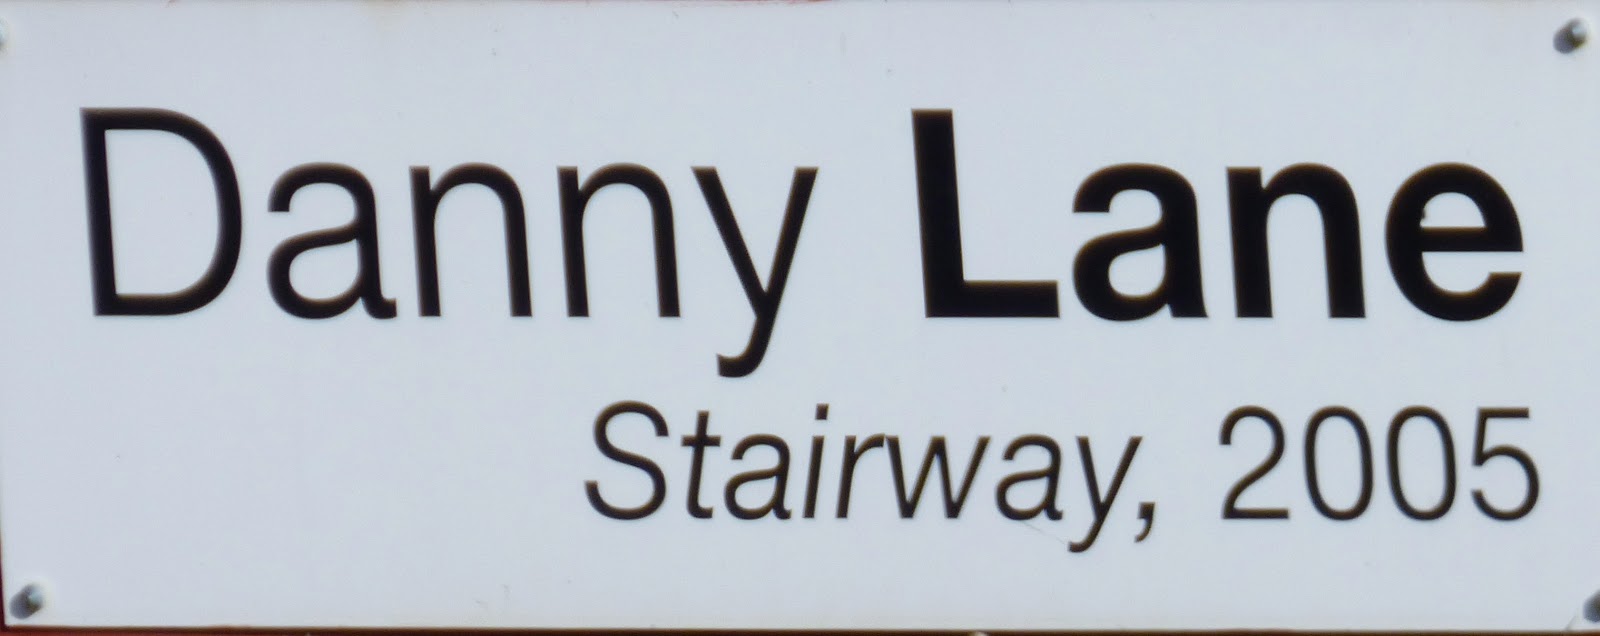 Danny Lane
Stairway, 2005